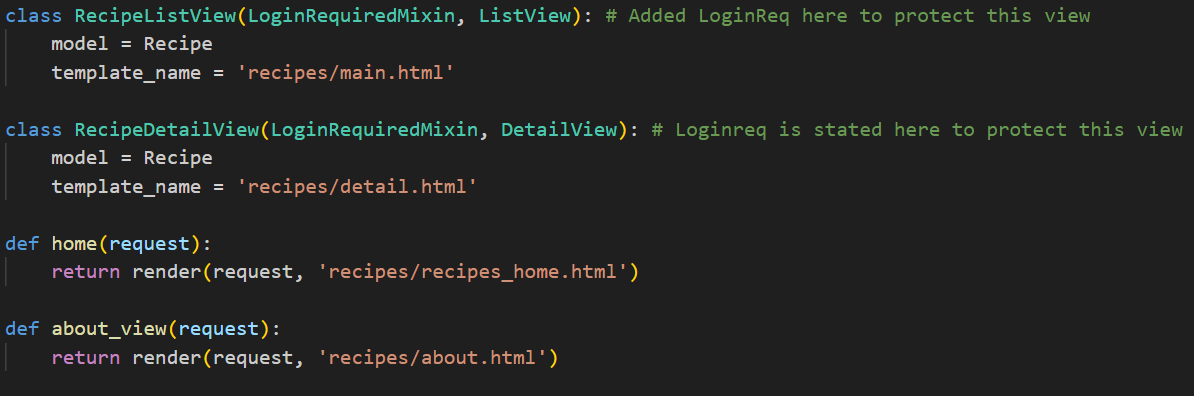 class RecipeListView(LoginRequiredMixin, ListView): # Added LoginReq here to protect this view
    model = Recipe
    template_name = 'recipes/main.html'
class RecipeDetailView(LoginRequiredMixin, DetailView): # Loginreq is stated here to protect this view
    model = Recipe
    template_name = 'recipes/detail.html'
def home(request):
    return render(request, 'recipes/recipes_home.html')
def about_view(request):
    return render(request, 'recipes/about.html')